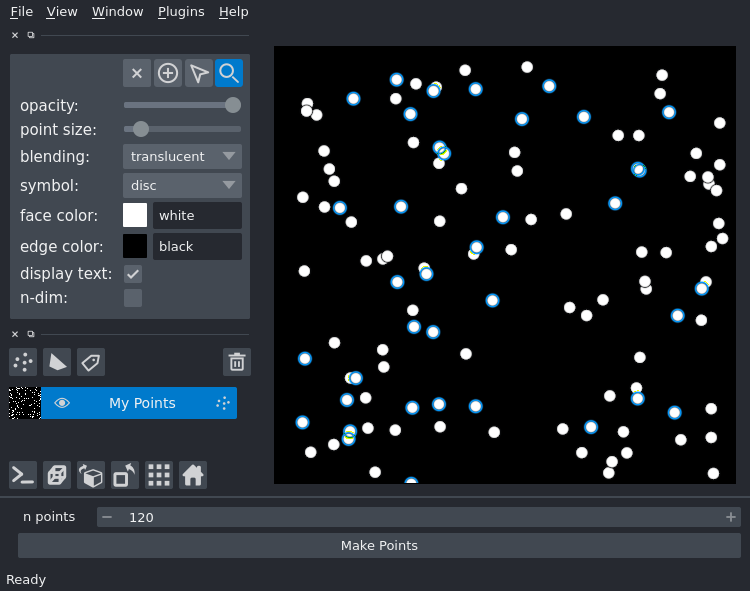 File View Window Plugins Help
opacity:
point size:
blending: translucent
symbol: disc
face color: white
edge color: black
display text:
n-dim:
My Points
n points 120
Make Points
Ready